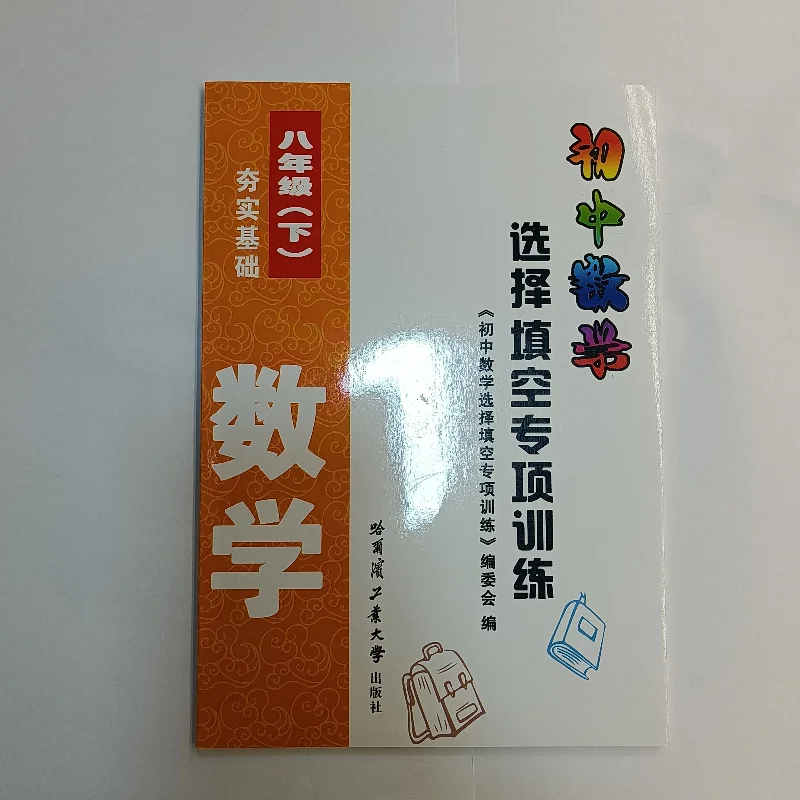 初中数学
选择填空专项训练
《初中数学选择填空专项训练》编委会 编
哈尔滨工业大学出版社
八年级（下）
夯实基础
数学